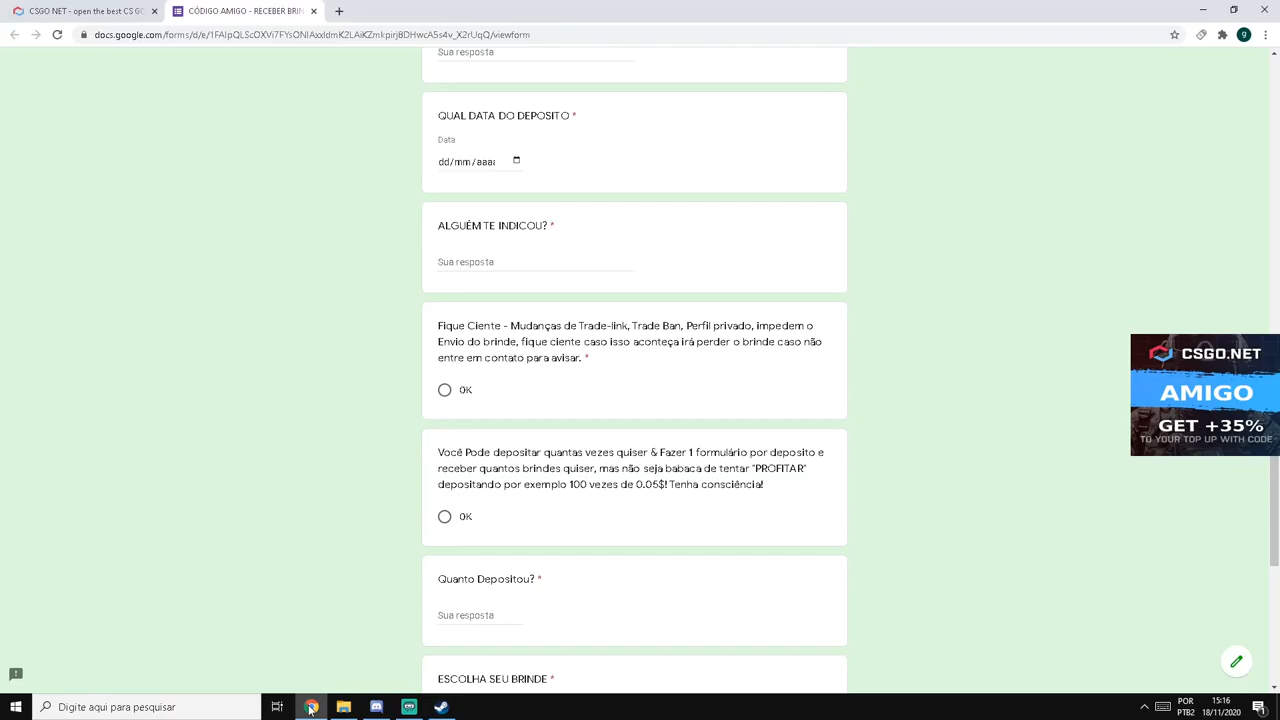 CSGO.NET - open the best CS GO
CÓDIGO AMIGO - RECEBER BRIN
Sua resposta
QUAL DATA DO DEPOSITO *
Data
dd/mm/aaaa
ALGUÉM TE INDICOU? *
Sua resposta
Fique Ciente - Mudanças de Trade-link, Trade Ban, Perfil privado, impedem o
Envio do brinde, fique ciente caso isso aconteça irá perder o brinde caso não
entre em contato para avisar. *
OK
CSGO.NET
AMIGO
GET +35%
TO YOUR TOP UP WITH CODE
Você Pode depositar quantas vezes quiser & Fazer 1 formulário por deposito e
receber quantos brindes quiser, mas não seja babaca de tentar "PROFITAR"
depositando por exemplo 100 vezes de 0.05$! Tenha consciência!
OK
Quanto Depositou? *
Sua resposta
ESCOLHA SEU BRINDE *
Digite aqui para pesquisar
POR
PTB2
15:16
18/11/2020